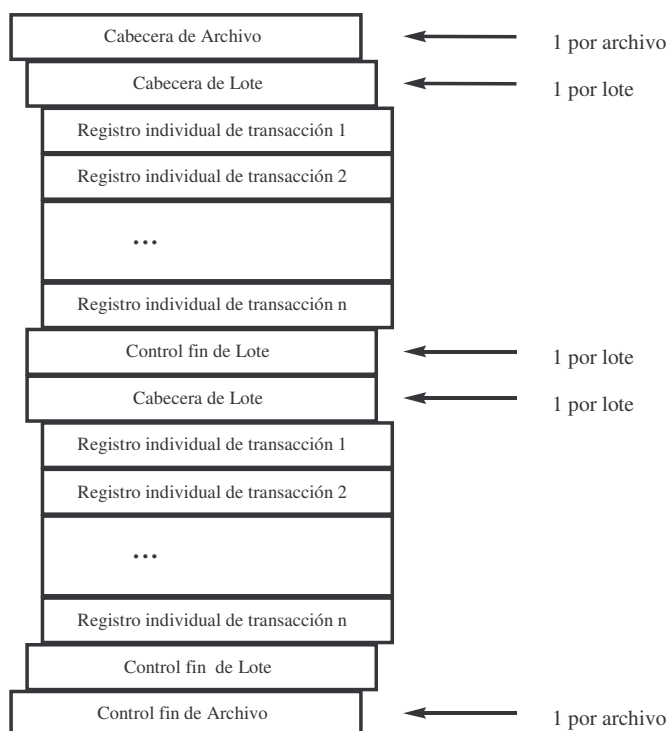 Cabecera de Archivo 1 por archivo
Cabecera de Lote 1 por lote
Registro individual de transacción 1
Registro individual de transacción 2
...
Registro individual de transacción n
Control fin de Lote 1 por lote
Cabecera de Lote 1 por lote
Registro individual de transacción 1
Registro individual de transacción 2
...
Registro individual de transacción n
Control fin de Lote
Control fin de Archivo 1 por archivo